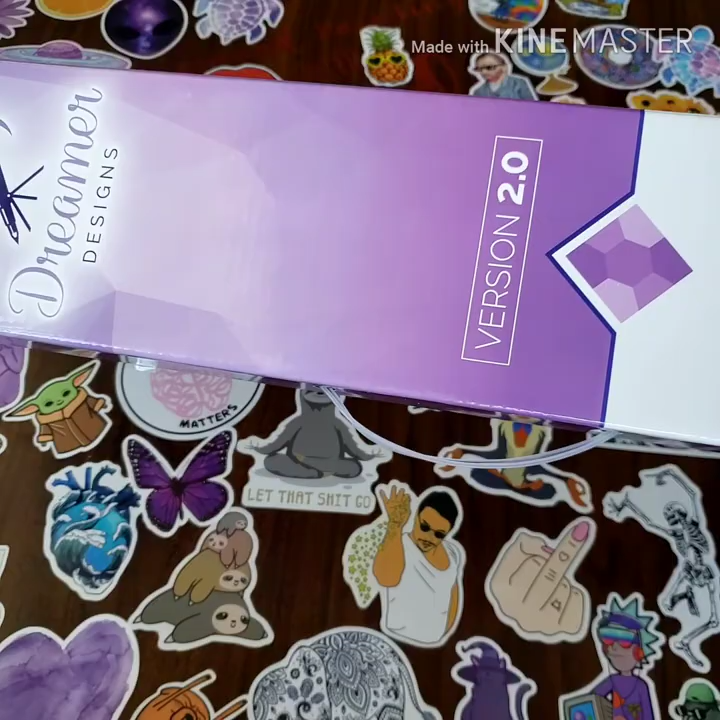 Made with KINEMASTER
Dreamer
DESIGNS
VERSION 2.0
MATTERS
LET THAT SHIT GO